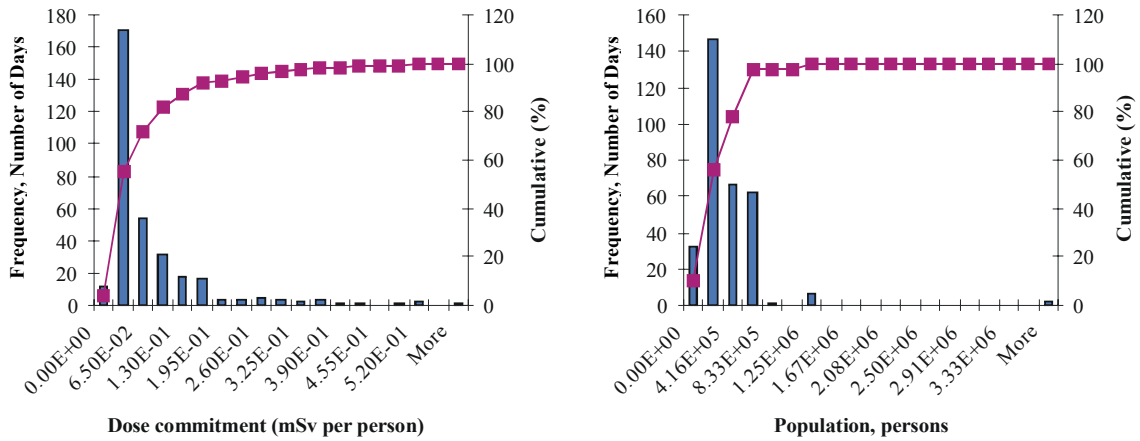 Frequency, Number of Days
180
160
140
120
100
80
60
40
20
0
120
100
80
60
40
20
0
Cumulative (%)
0.00E+00
6.50E-02
1.30E-01
1.95E-01
2.60E-01
3.25E-01
3.90E-01
4.55E-01
5.20E-01
More
Dose commitment (mSv per person)
Frequency, Number of Days
160
140
120
100
80
60
40
20
0
120
100
80
60
40
20
0
Cumulative (%)
0.00E+00
4.16E+05
8.33E+05
1.25E+06
1.67E+06
2.08E+06
2.50E+06
2.91E+06
3.33E+06
More
Population, persons